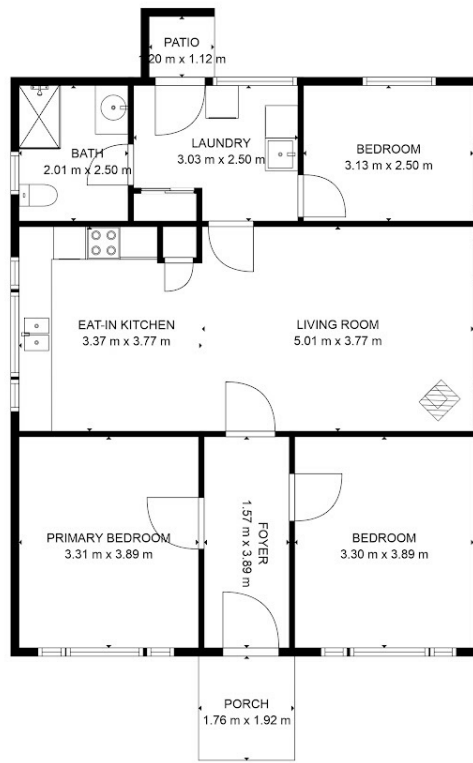 PATIO
1.20 m x 1.12 m
BATH
2.01 m x 2.50 m
LAUNDRY
3.03 m x 2.50 m
BEDROOM
3.13 m x 2.50 m
EAT-IN KITCHEN
3.37 m x 3.77 m
LIVING ROOM
5.01 m x 3.77 m
PRIMARY BEDROOM
3.31 m x 3.89 m
FOYER
1.57 m x 3.89 m
BEDROOM
3.30 m x 3.89 m
PORCH
1.76 m x 1.92 m